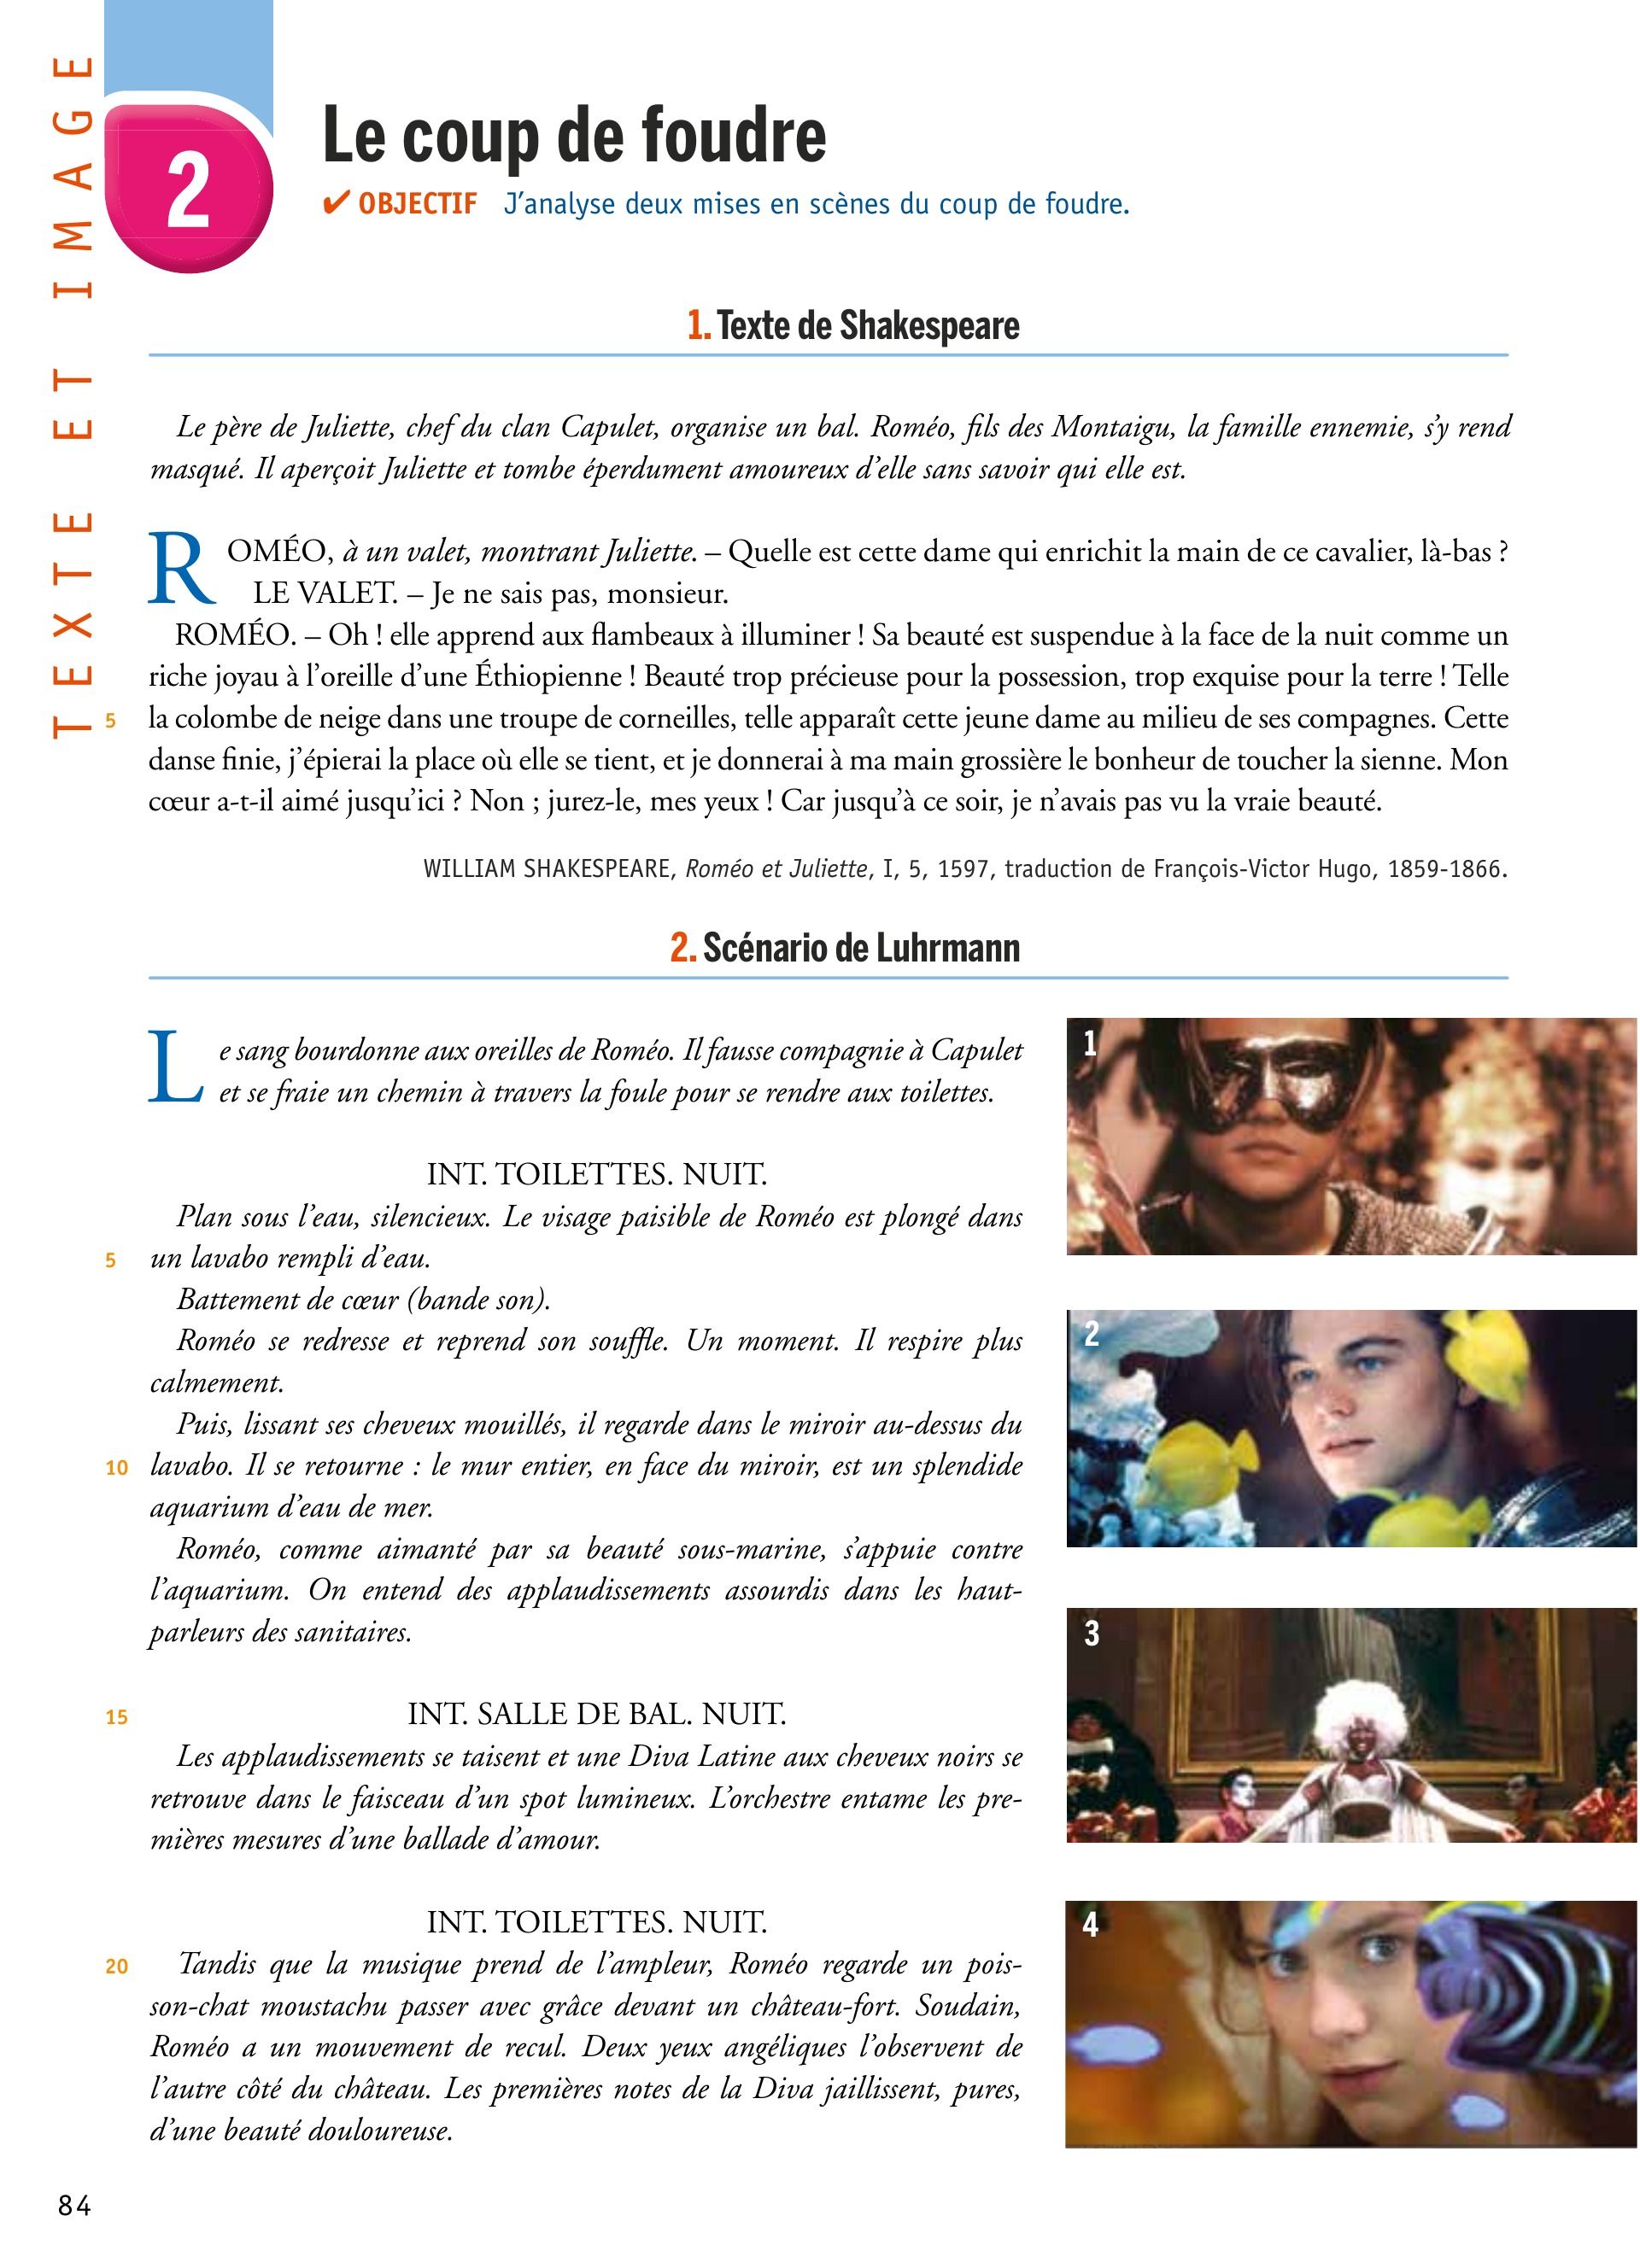 TEXTE ET IMAGE
2
Le coup de foudre
✔ OBJECTIF J’analyse deux mises en scènes du coup de foudre.
1. Texte de Shakespeare
Le père de Juliette, chef du clan Capulet, organise un bal. Roméo, fils des Montaigu, la famille ennemie, s’y rend
masqué. Il aperçoit Juliette et tombe éperdument amoureux d’elle sans savoir qui elle est.
ROMÉO, à un valet, montrant Juliette. – Quelle est cette dame qui enrichit la main de ce cavalier, là-bas ?
LE VALET. – Je ne sais pas, monsieur.
ROMÉO. – Oh ! elle apprend aux flambeaux à illuminer ! Sa beauté est suspendue à la face de la nuit comme un
riche joyau à l’oreille d’une Éthiopienne ! Beauté trop précieuse pour la possession, trop exquise pour la terre ! Telle
5 la colombe de neige dans une troupe de corneilles, telle apparaît cette jeune dame au milieu de ses compagnes. Cette
danse finie, j’épierai la place où elle se tient, et je donnerai à ma main grossière le bonheur de toucher la sienne. Mon
cœur a-t-il aimé jusqu’ici ? Non ; jurez-le, mes yeux ! Car jusqu’à ce soir, je n’avais pas vu la vraie beauté.
WILLIAM SHAKESPEARE, Roméo et Juliette, I, 5, 1597, traduction de François-Victor Hugo, 1859-1866.
2. Scénario de Luhrmann
Le sang bourdonne aux oreilles de Roméo. Il fausse compagnie à Capulet
et se fraie un chemin à travers la foule pour se rendre aux toilettes.
INT. TOILETTES. NUIT.
Plan sous l’eau, silencieux. Le visage paisible de Roméo est plongé dans
5 un lavabo rempli d’eau.
Battement de cœur (bande son).
Roméo se redresse et reprend son souffle. Un moment. Il respire plus
calmement.
Puis, lissant ses cheveux mouillés, il regarde dans le miroir au-dessus du
10 lavabo. Il se retourne : le mur entier, en face du miroir, est un splendide
aquarium d’eau de mer.
Roméo, comme aimanté par sa beauté sous-marine, s’appuie contre
l’aquarium. On entend des applaudissements assourdis dans les haut-
parleurs des sanitaires.
15 INT. SALLE DE BAL. NUIT.
Les applaudissements se taisent et une Diva Latine aux cheveux noirs se
retrouve dans le faisceau d’un spot lumineux. L’orchestre entame les pre-
mières mesures d’une ballade d’amour.
INT. TOILETTES. NUIT.
20 Tandis que la musique prend de l’ampleur, Roméo regarde un pois-
son-chat moustachu passer avec grâce devant un château-fort. Soudain,
Roméo a un mouvement de recul. Deux yeux angéliques l’observent de
l’autre côté du château. Les premières notes de la Diva jaillissent, pures,
d’une beauté douloureuse.
1
2
3
4
84